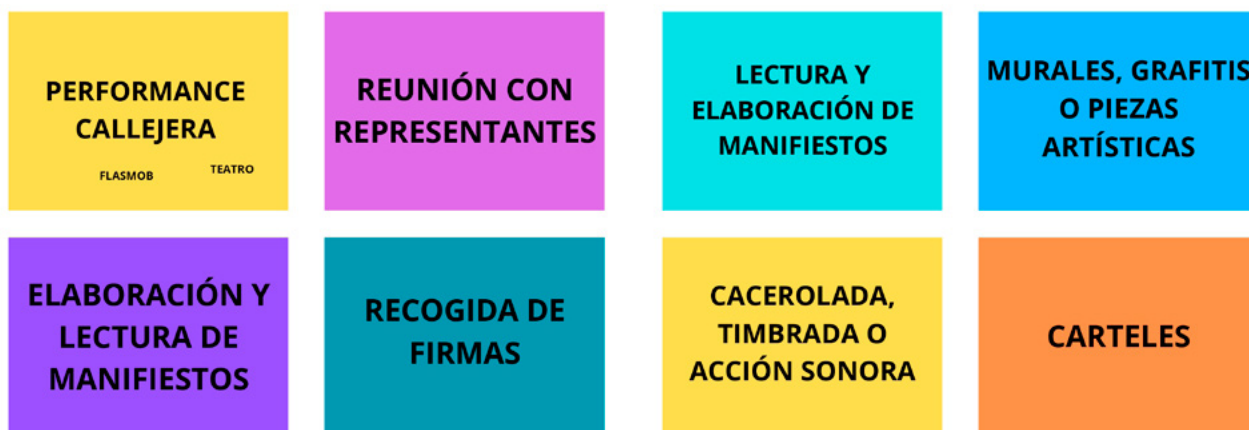 PERFORMANCE
CALLEJERA
FLASMOB
TEATRO
REUNIÓN CON
REPRESENTANTES
LECTURA Y
ELABORACIÓN DE
MANIFIESTOS
MURALES, GRAFITIS
O PIEZAS
ARTÍSTICAS
ELABORACIÓN Y
LECTURA DE
MANIFIESTOS
RECOGIDA DE
FIRMAS
CACEROLADA,
TIMBRADA O
ACCIÓN SONORA
CARTELES